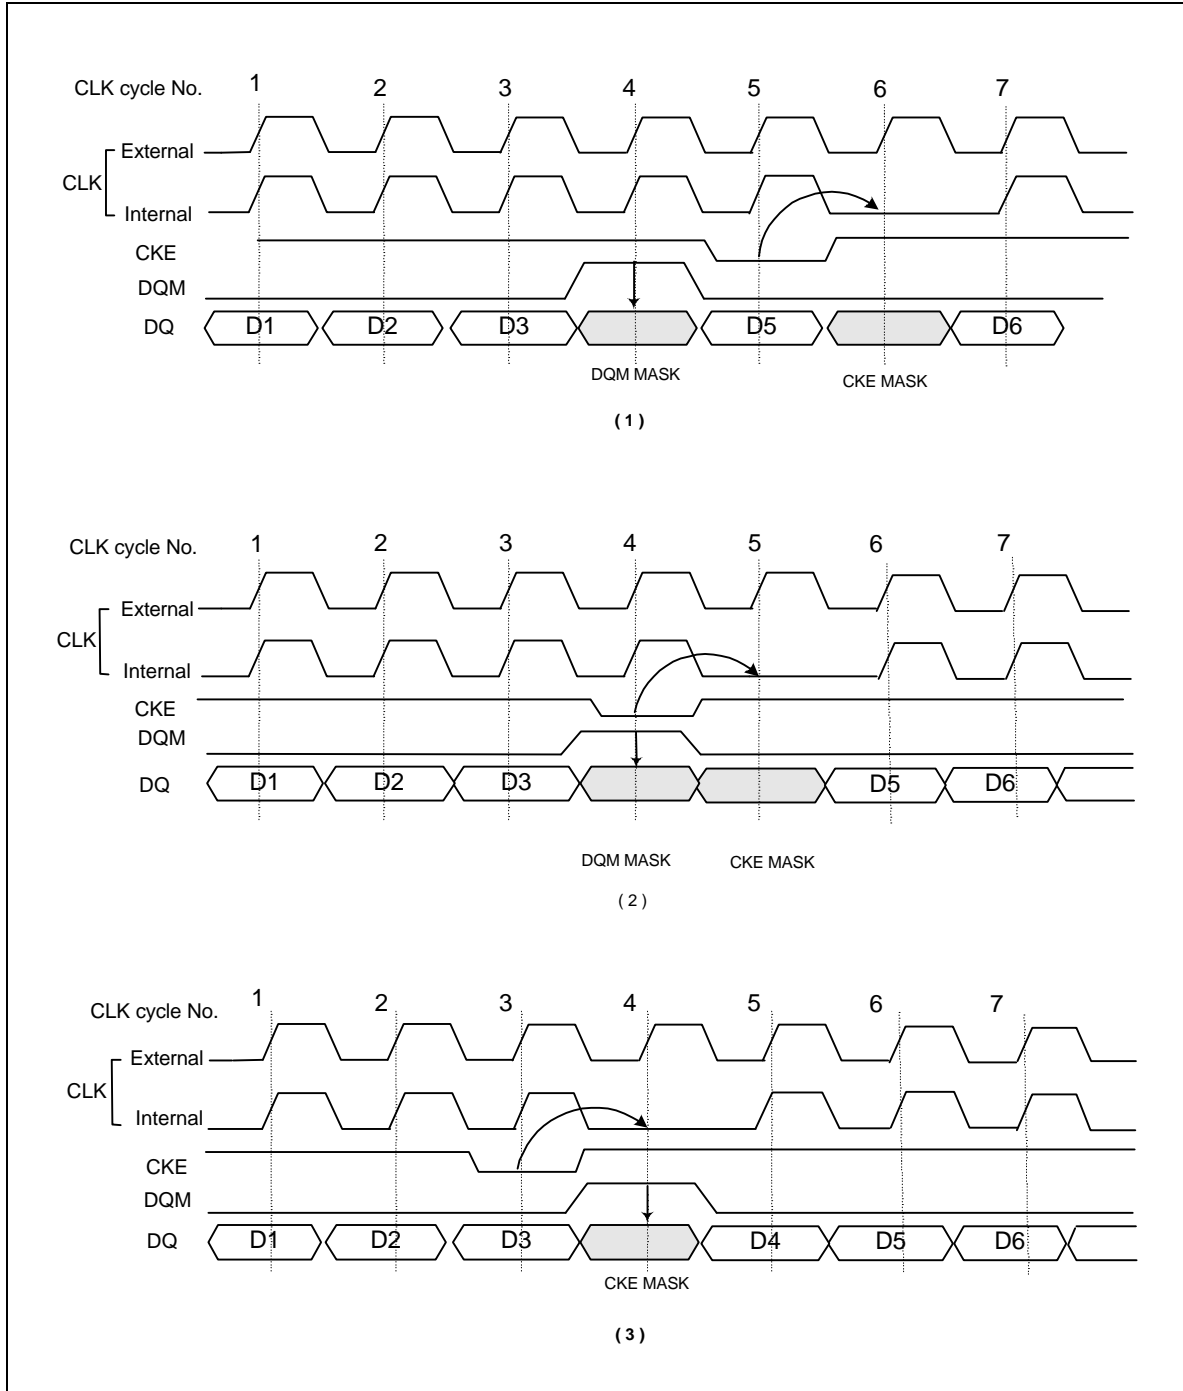 CLK cycle No. 1 2 3 4 5 6 7
External
CLK
Internal
CKE
DQM
DQ D1 D2 D3 D5 D6
DQM MASK CKE MASK
( 1 )
CLK cycle No. 1 2 3 4 5 6 7
External
CLK
Internal
CKE
DQM
DQ D1 D2 D3 D5 D6
DQM MASK CKE MASK
( 2 )
CLK cycle No. 1 2 3 4 5 6 7
External
CLK
Internal
CKE
DQM
DQ D1 D2 D3 D4 D5 D6
CKE MASK
( 3 )